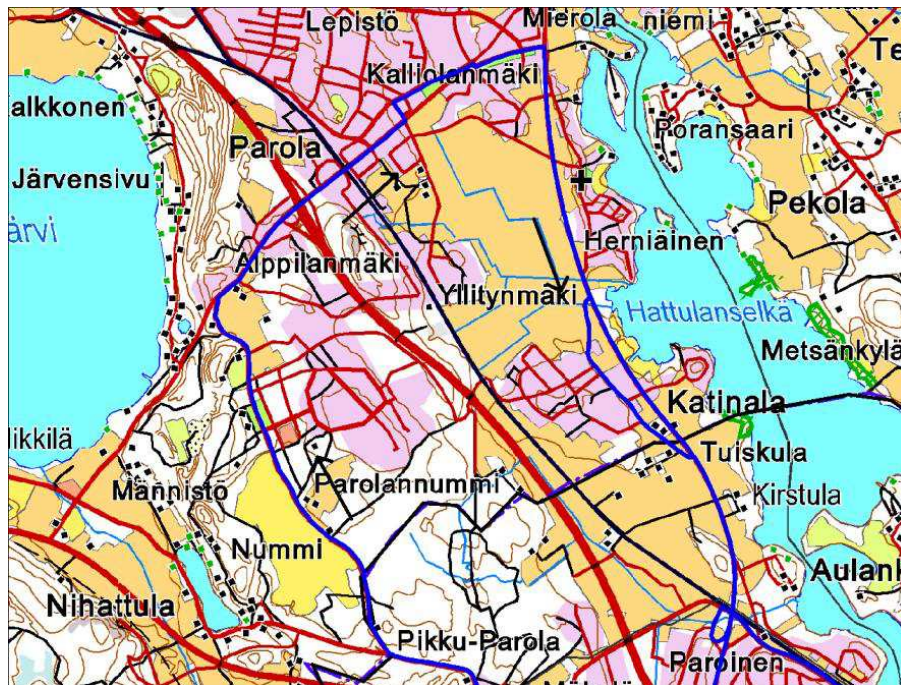 Lepistö
Mierola
niemi
Te
Kalliolanmäki
alkkonen
Parola
Poransaari
Järvensivu
Pekola
ärvi
Herniäinen
Alppilanmäki
Yllitynmäki
Hattulanselkä
Metsänkylä
Katinala
Tuiskula
ikkilä
Männistö
Parolannummi
Kirstula
Nummi
Aulank
Nihattula
Pikku-Parola
Paroinen